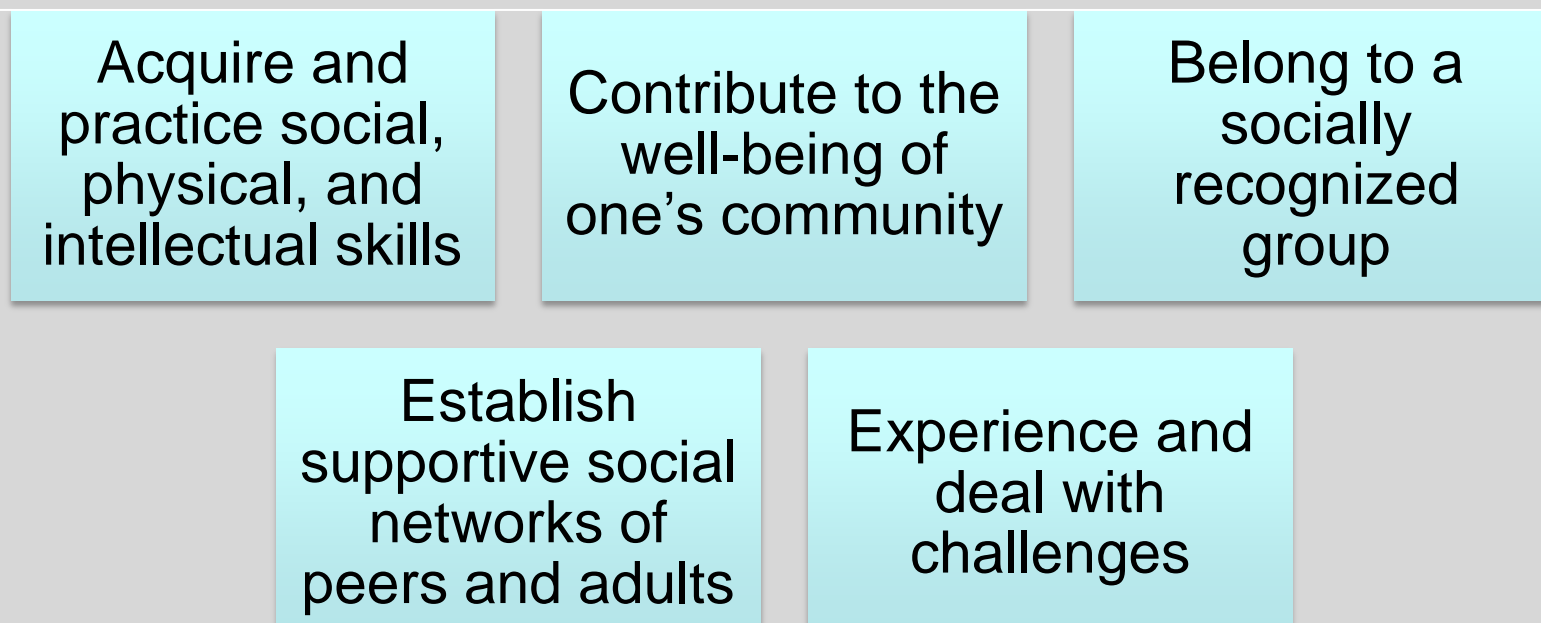 Acquire and
practice social,
physical, and
intellectual skills
Contribute to the
well-being of
one’s community
Belong to a
socially
recognized
group
Establish
supportive social
networks of
peers and adults
Experience and
deal with
challenges